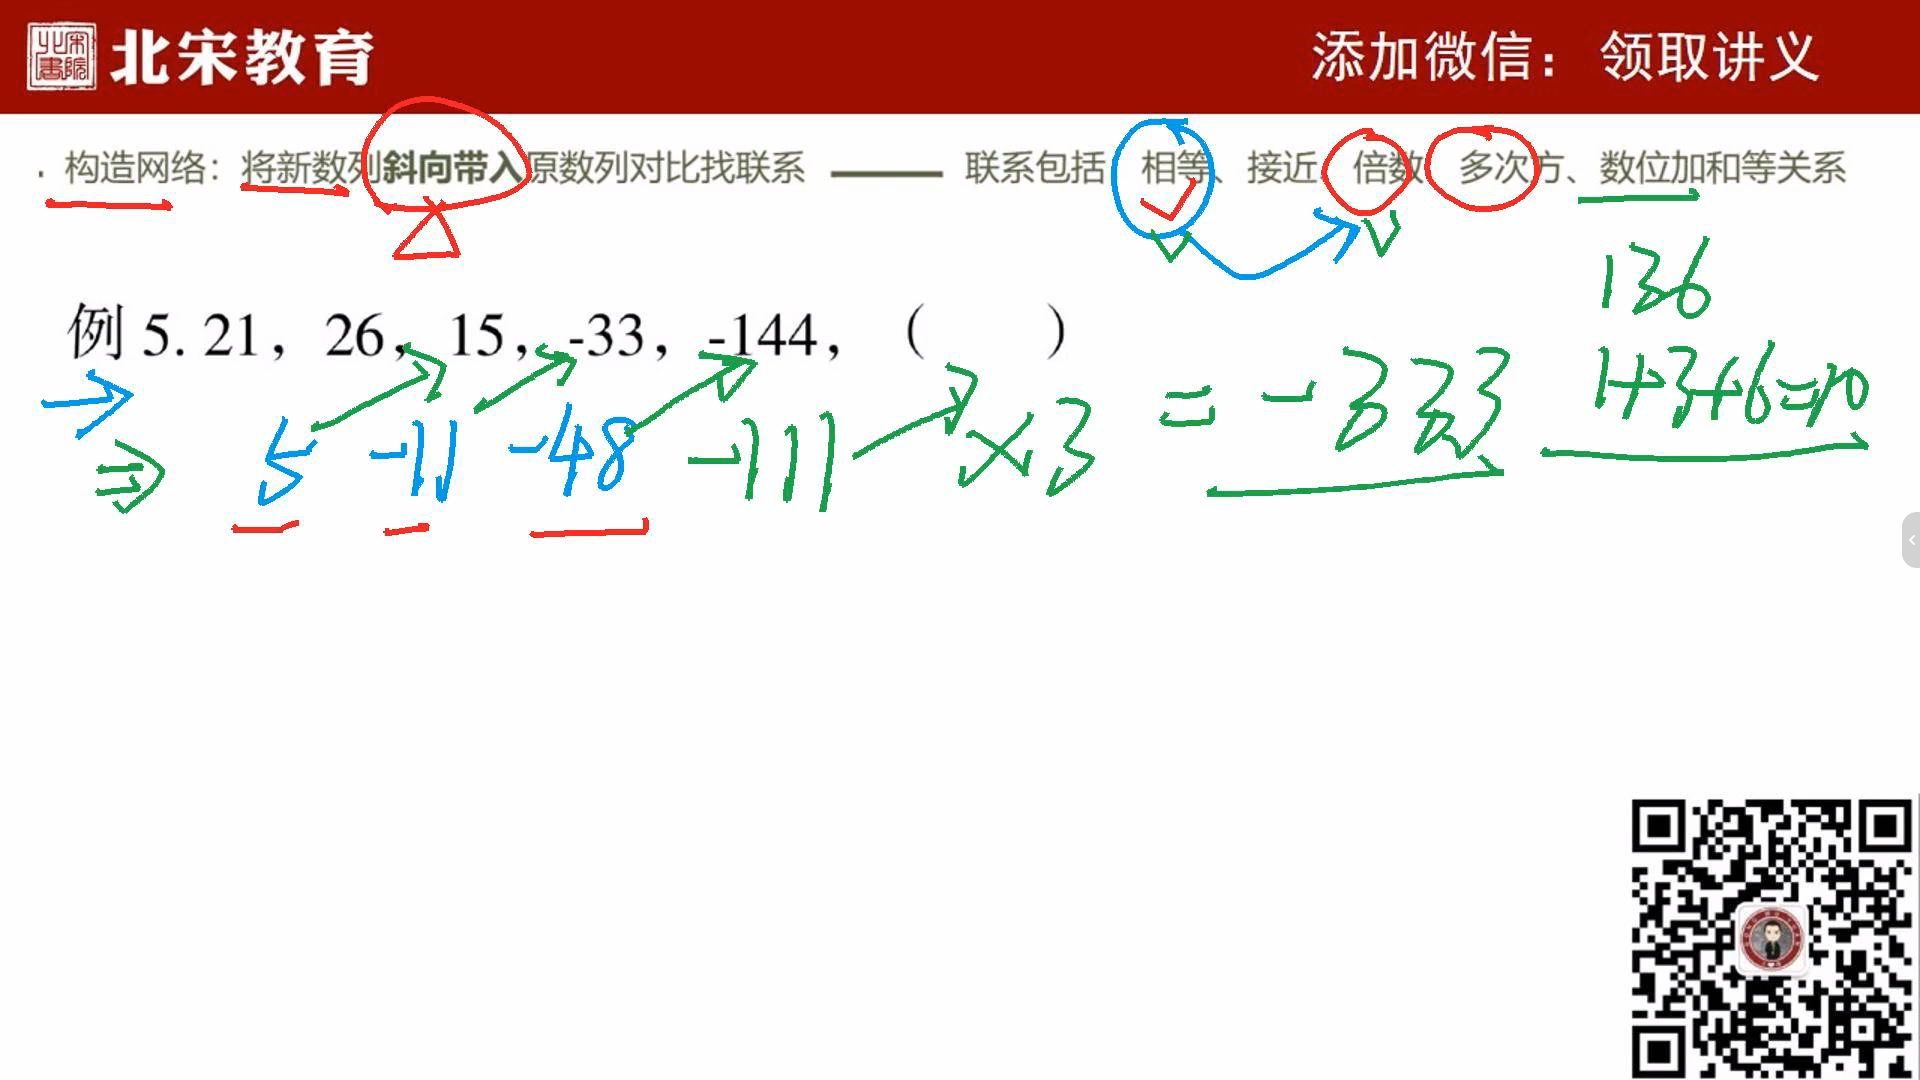 北宋教育
添加微信：领取讲义
· 构造网络：将新数列斜向带入原数列对比找联系 —— 联系包括 相等、接近、倍数、多次方、数位加和等关系
136
例 5. 21，26，15，-33，-144，（ ）
1+3+6=10
5 -11 -48 -111 ×3 = -333